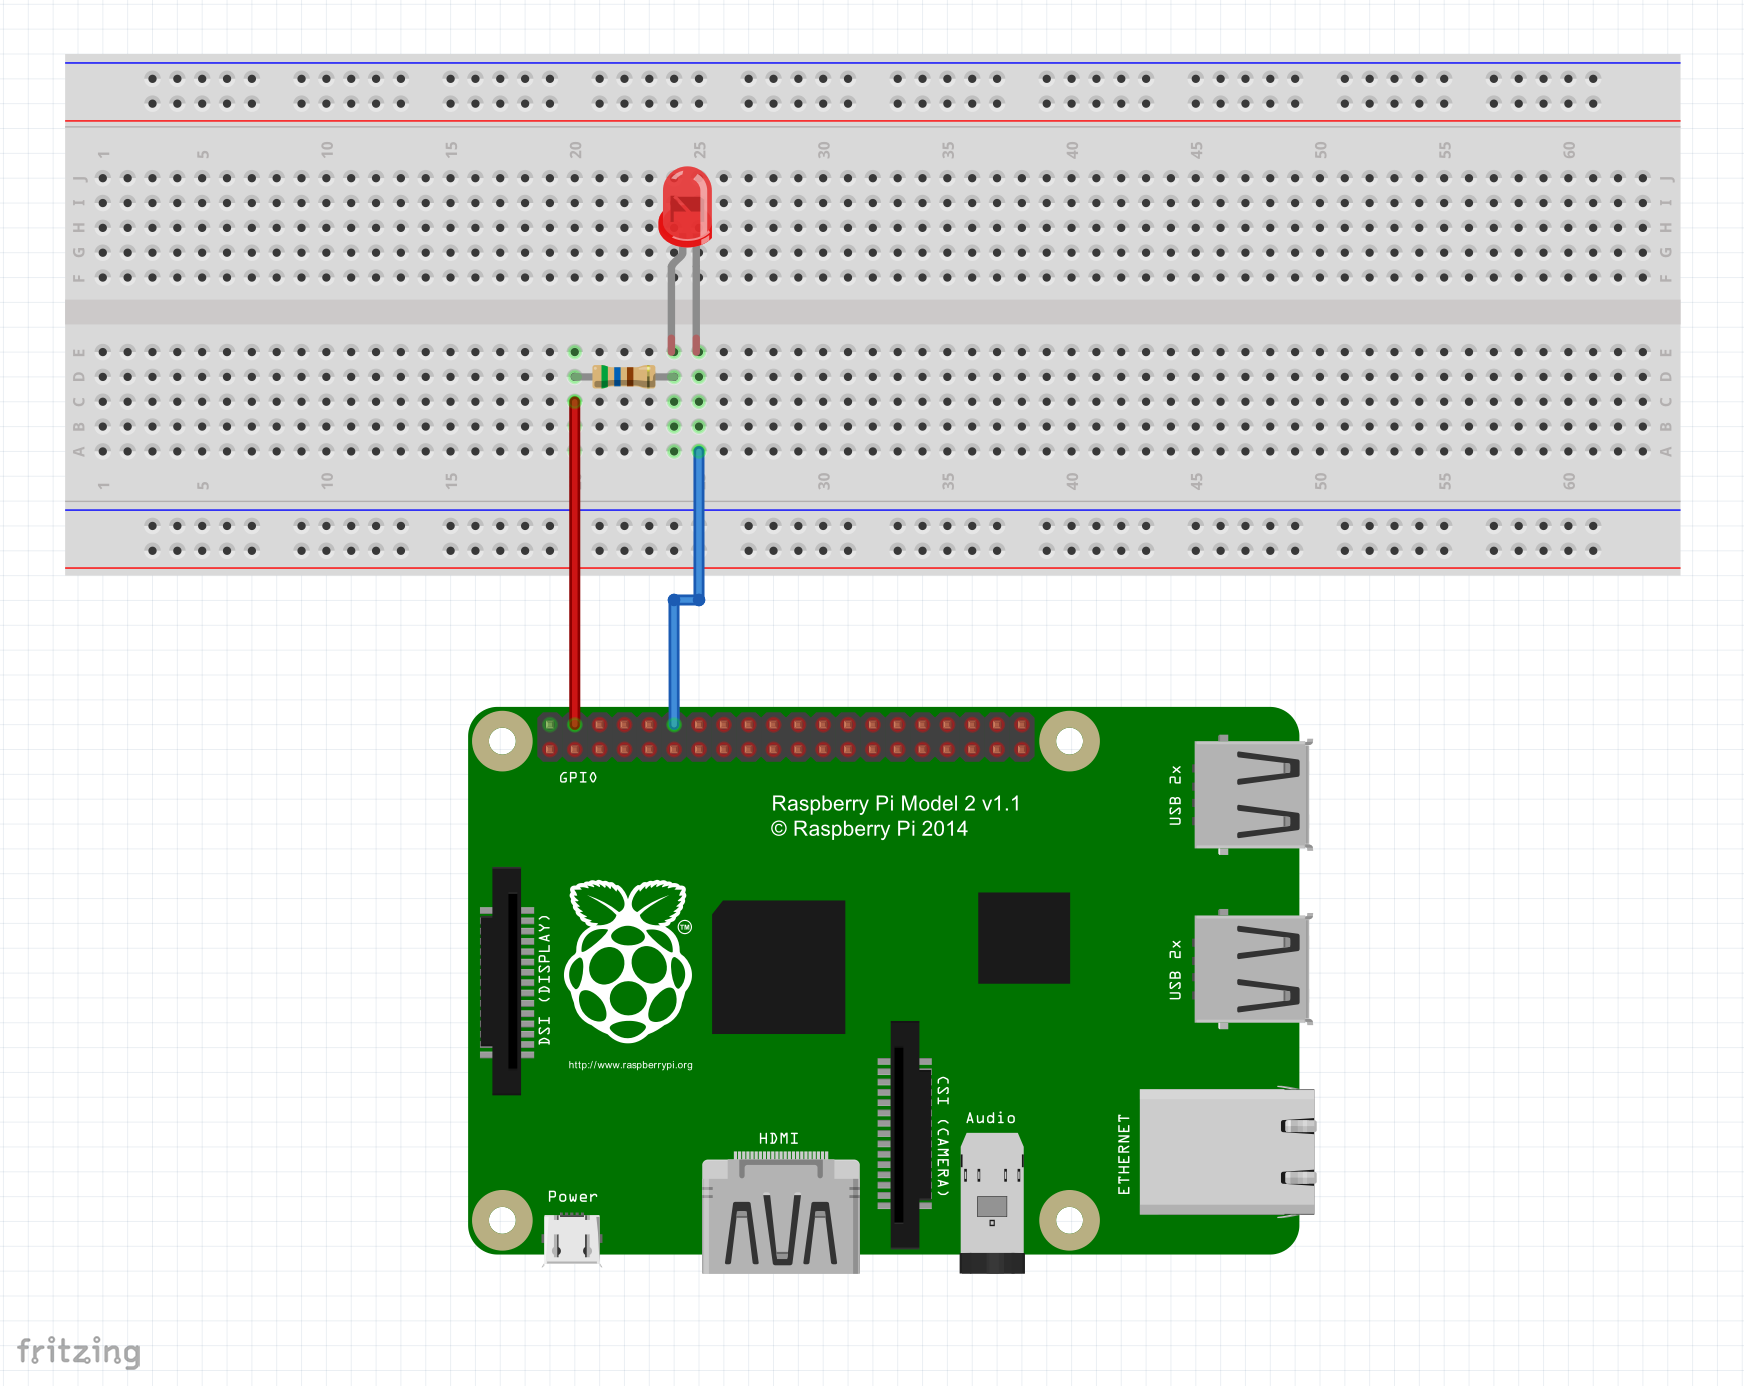 1 5 10 15 20 25 30 35 40 45 50 55 60
J J
I I
H H
G G
F F
E E
D D
C C
B B
A A
1 5 10 15 30 35 40 45 50 55 60
GPIO
Raspberry Pi Model 2 v1.1
© Raspberry Pi 2014
USB 2x
USB 2x
DSI (DISPLAY)
TM
http://www.raspberrypi.org
CSI (CAMERA)
Audio
ETHERNET
HDMI
Power
fritzing